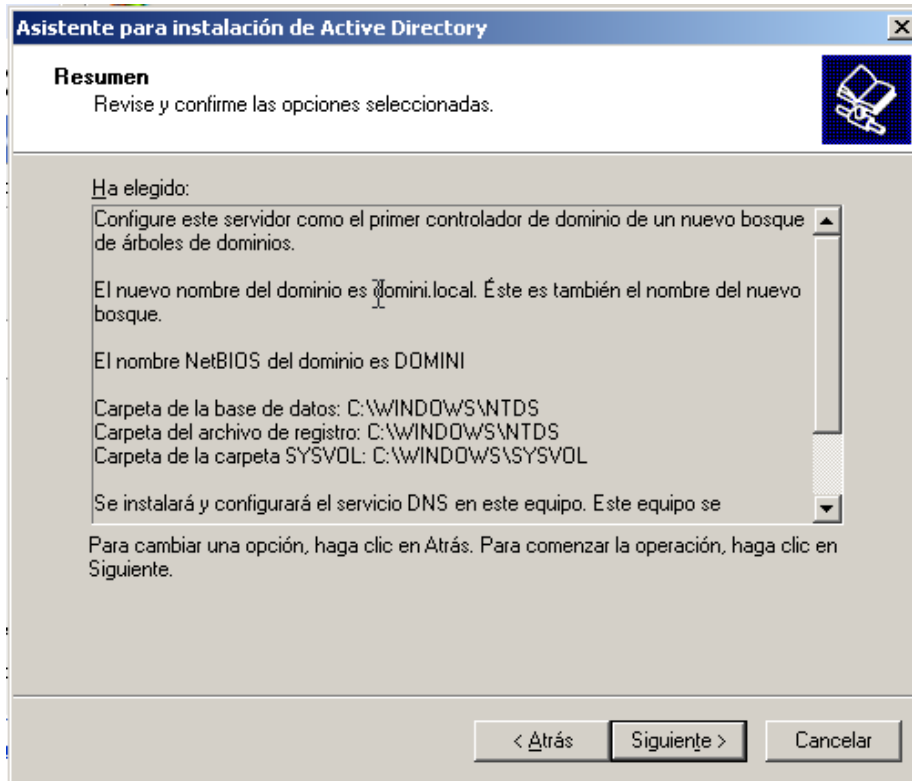 Asistente para instalación de Active Directory
Resumen
Revise y confirme las opciones seleccionadas.
Ha elegido:
Configure este servidor como el primer controlador de dominio de un nuevo bosque
de árboles de dominios.
El nuevo nombre del dominio es domini.local. Éste es también el nombre del nuevo
bosque.
El nombre NetBIOS del dominio es DOMINI
Carpeta de la base de datos: C:\WINDOWS\NTDS
Carpeta del archivo de registro: C:\WINDOWS\NTDS
Carpeta de la carpeta SYSVOL: C:\WINDOWS\SYSVOL
Se instalará y configurará el servicio DNS en este equipo. Este equipo se
Para cambiar una opción, haga clic en Atrás. Para comenzar la operación, haga clic en
Siguiente.
< Atrás
Siguiente >
Cancelar